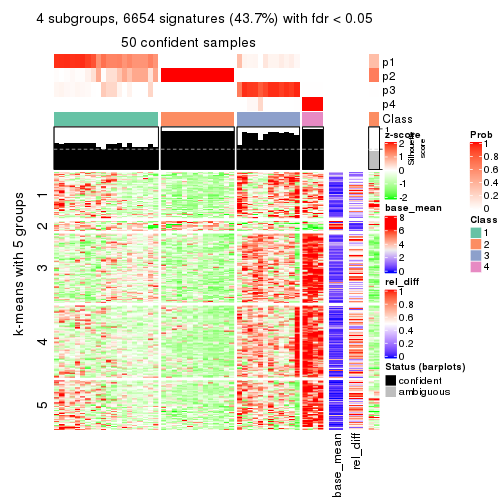 4 subgroups, 6654 signatures (43.7%) with fdr < 0.05
50 confident samples
p1
p2
p3
p4
Class
1
Silhouette
score
k-means with 5 groups
1
2
3
4
5
base_mean
rel_diff
z-score
2
1
0
-1
-2
base_mean
8
6
4
2
0
rel_diff
1
0.8
0.6
0.4
0.2
0
Status (barplots)
confident
ambiguous
Prob
1
0.8
0.6
0.4
0.2
0
Class
1
2
3
4